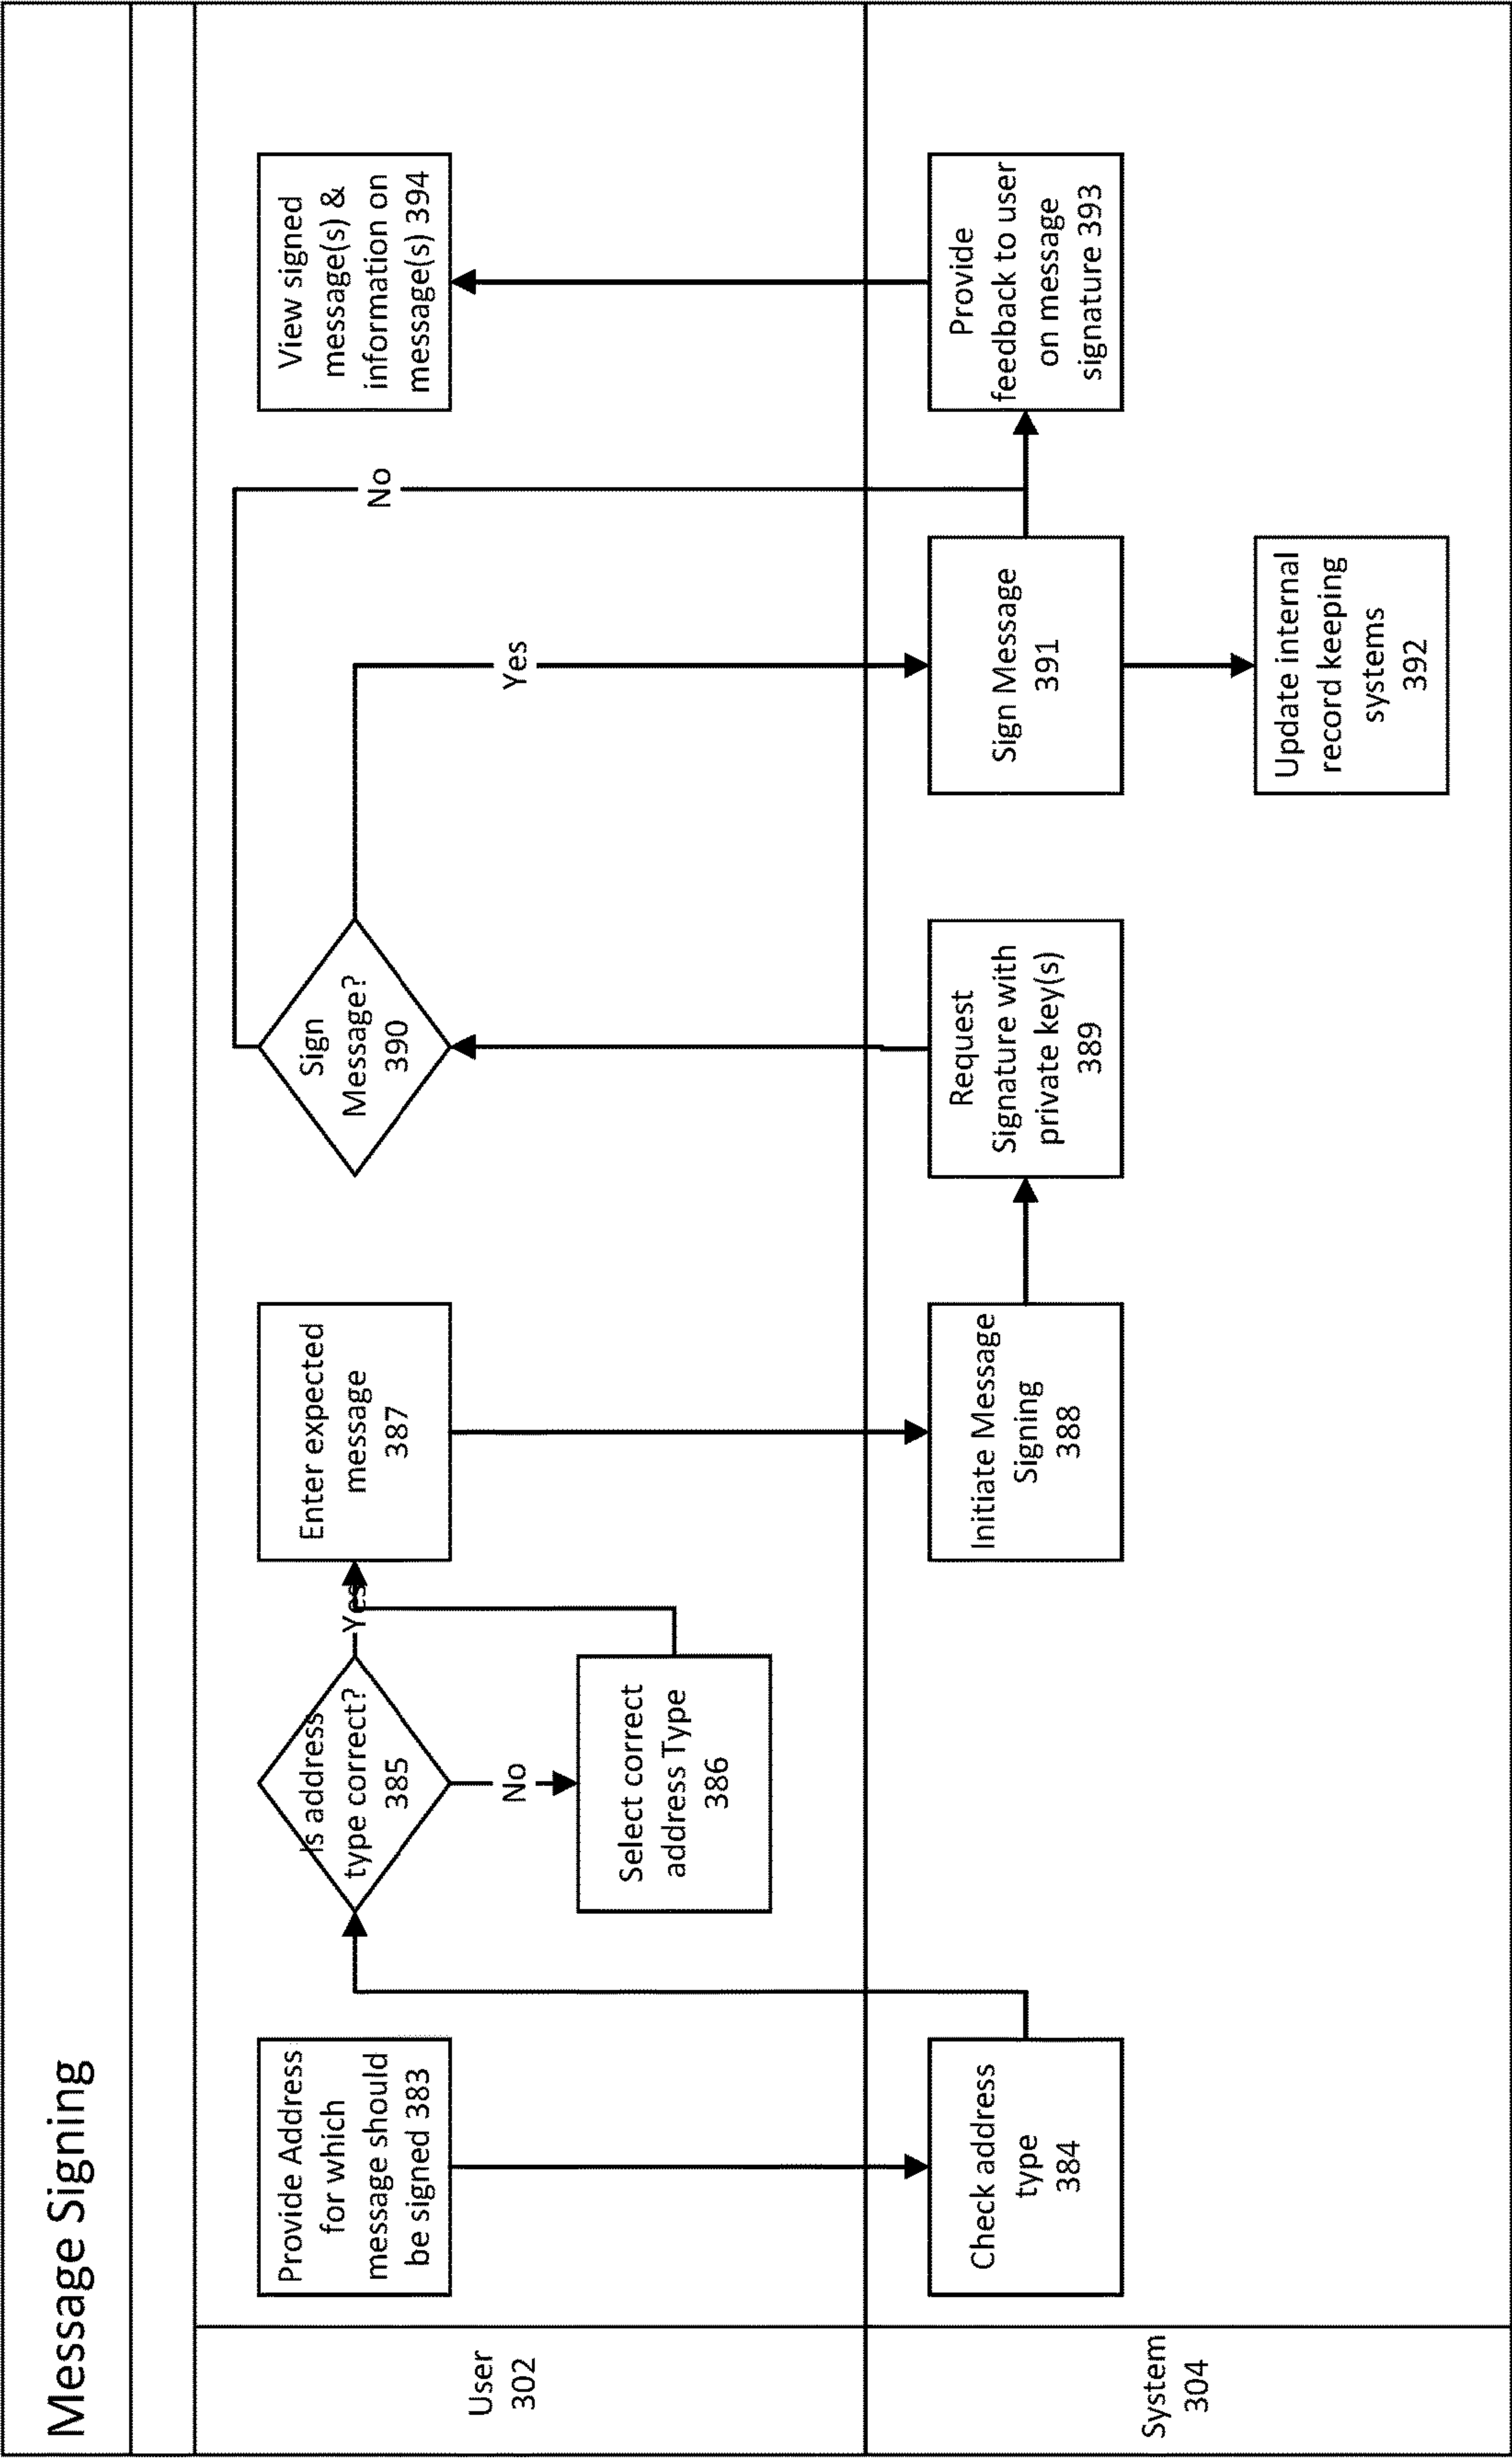 Message Signing
User
302
Provide Address
for which
message should
be signed 383
Is address
type correct?
385
Yes
No
Select correct
address Type
386
Enter expected
message
387
Sign
Message?
390
Yes
No
View signed
message(s) &
information on
message(s) 394
System
304
Check address
type
384
Initiate Message
Signing
388
Request
Signature with
private key(s)
389
Sign Message
391
Update internal
record keeping
systems
392
Provide
feedback to user
on message
signature 393